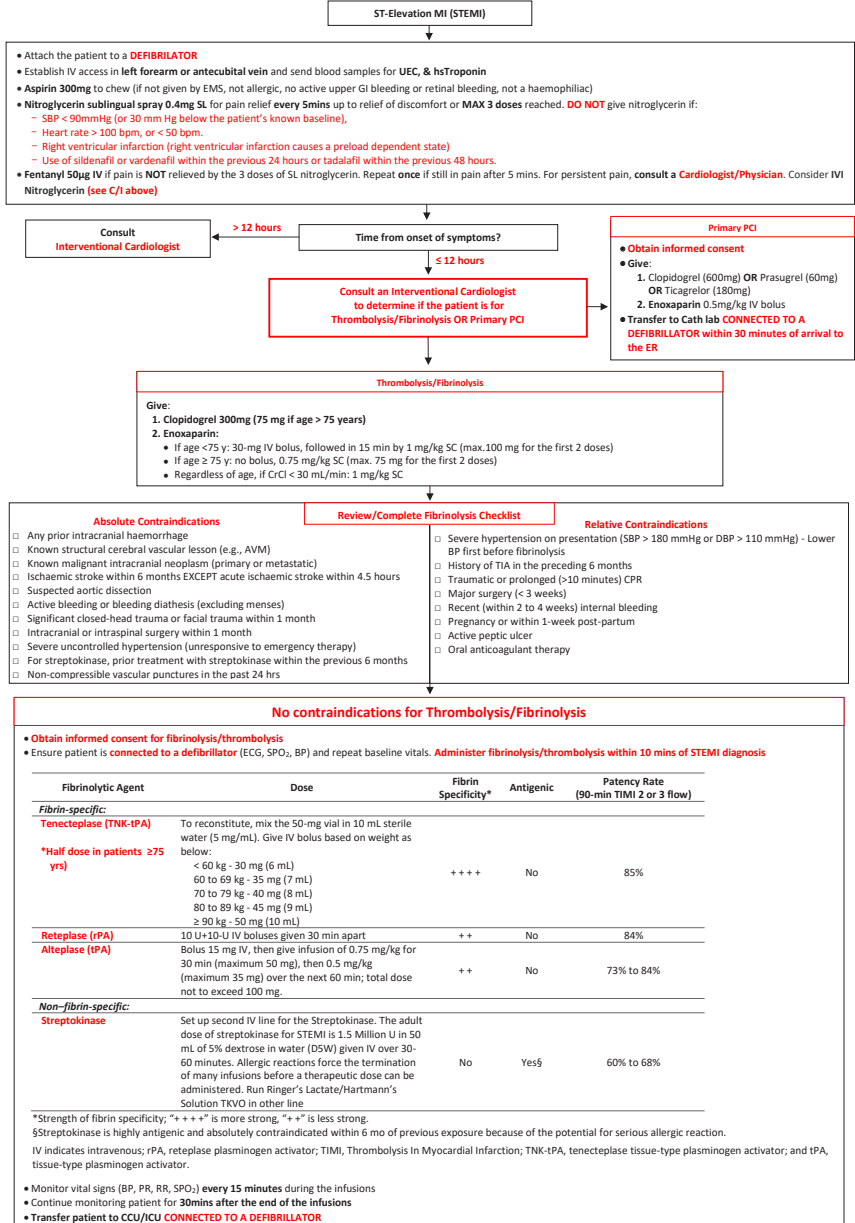 ST-Elevation MI (STEMI)
• Attach the patient to a DEFIBRILATOR
• Establish IV access in left forearm or antecubital vein and send blood samples for UEC, & hsTroponin
• Aspirin 300mg to chew (if not given by EMS, not allergic, no active upper GI bleeding or retinal bleeding, not a haemophiliac)
• Nitroglycerin sublingual spray 0.4mg SL for pain relief every 5mins up to relief of discomfort or MAX 3 doses reached. DO NOT give nitroglycerin if:
− SBP < 90mmHg (or 30 mm Hg below the patient's known baseline),
− Heart rate > 100 bpm, or < 50 bpm.
− Right ventricular infarction (right ventricular infarction causes a preload dependent state)
− Use of sildenafil or vardenafil within the previous 24 hours or tadalafil within the previous 48 hours.
• Fentanyl 50µg IV if pain is NOT relieved by the 3 doses of SL nitroglycerin. Repeat once if still in pain after 5 mins. For persistent pain, consult a Cardiologist/Physician. Consider IVI
Nitroglycerin (see C/I above)
Consult
Interventional Cardiologist
> 12 hours
Time from onset of symptoms?
≤ 12 hours
Consult an Interventional Cardiologist
to determine if the patient is for
Thrombolysis/Fibrinolysis OR Primary PCI
Primary PCI
• Obtain informed consent
• Give:
1. Clopidogrel (600mg) OR Prasugrel (60mg)
OR Ticagrelor (180mg)
2. Enoxaparin 0.5mg/kg IV bolus
• Transfer to Cath lab CONNECTED TO A
DEFIBRILLATOR within 30 minutes of arrival to
the ER
Thrombolysis/Fibrinolysis
Give:
1. Clopidogrel 300mg (75 mg if age > 75 years)
2. Enoxaparin:
• If age <75 y: 30-mg IV bolus, followed in 15 min by 1 mg/kg SC (max.100 mg for the first 2 doses)
• If age ≥ 75 y: no bolus, 0.75 mg/kg SC (max. 75 mg for the first 2 doses)
• Regardless of age, if CrCl < 30 mL/min: 1 mg/kg SC
Review/Complete Fibrinolysis Checklist
Absolute Contraindications
□ Any prior intracranial haemorrhage
□ Known structural cerebral vascular lesson (e.g., AVM)
□ Known malignant intracranial neoplasm (primary or metastatic)
□ Ischaemic stroke within 6 months EXCEPT acute ischaemic stroke within 4.5 hours
□ Suspected aortic dissection
□ Active bleeding or bleeding diathesis (excluding menses)
□ Significant closed-head trauma or facial trauma within 1 month
□ Intracranial or intraspinal surgery within 1 month
□ Severe uncontrolled hypertension (unresponsive to emergency therapy)
□ For streptokinase, prior treatment with streptokinase within the previous 6 months
□ Non-compressible vascular punctures in the past 24 hrs
Relative Contraindications
□ Severe hypertension on presentation (SBP > 180 mmHg or DBP > 110 mmHg) - Lower
BP first before fibrinolysis
□ History of TIA in the preceding 6 months
□ Traumatic or prolonged (>10 minutes) CPR
□ Major surgery (< 3 weeks)
□ Recent (within 2 to 4 weeks) internal bleeding
□ Pregnancy or within 1-week post-partum
□ Active peptic ulcer
□ Oral anticoagulant therapy
No contraindications for Thrombolysis/Fibrinolysis
• Obtain informed consent for fibrinolysis/thrombolysis
• Ensure patient is connected to a defibrillator (ECG, SPO₂, BP) and repeat baseline vitals. Administer fibrinolysis/thrombolysis within 10 mins of STEMI diagnosis
Fibrinolytic Agent Dose Fibrin Specificity* Antigenic Patency Rate (90-min TIMI 2 or 3 flow)
Fibrin-specific:
Tenecteplase (TNK-tPA)
*Half dose in patients ≥75
yrs)
To reconstitute, mix the 50-mg vial in 10 mL sterile
water (5 mg/mL). Give IV bolus based on weight as
below:
< 60 kg - 30 mg (6 mL)
60 to 69 kg - 35 mg (7 mL)
70 to 79 kg - 40 mg (8 mL)
80 to 89 kg - 45 mg (9 mL)
≥ 90 kg - 50 mg (10 mL)
+ + + + No 85%
Reteplase (rPA) 10 U+10-U IV boluses given 30 min apart + + No 84%
Alteplase (tPA)
Bolus 15 mg IV, then give infusion of 0.75 mg/kg for
30 min (maximum 50 mg), then 0.5 mg/kg
(maximum 35 mg) over the next 60 min; total dose
not to exceed 100 mg.
+ + No 73% to 84%
Non–fibrin-specific:
Streptokinase
Set up second IV line for the Streptokinase. The adult
dose of streptokinase for STEMI is 1.5 Million U in 50
mL of 5% dextrose in water (D5W) given IV over 30-
60 minutes. Allergic reactions force the termination
of many infusions before a therapeutic dose can be
administered. Run Ringer's Lactate/Hartmann's
Solution TKVO in other line
No Yes§ 60% to 68%
*Strength of fibrin specificity; "+ + + +" is more strong, "+ +" is less strong.
§Streptokinase is highly antigenic and absolutely contraindicated within 6 mo of previous exposure because of the potential for serious allergic reaction.
IV indicates intravenous; rPA, reteplase plasminogen activator; TIMI, Thrombolysis In Myocardial Infarction; TNK-tPA, tenecteplase tissue-type plasminogen activator; and tPA,
tissue-type plasminogen activator.
• Monitor vital signs (BP, PR, RR, SPO₂) every 15 minutes during the infusions
• Continue monitoring patient for 30mins after the end of the infusions
• Transfer patient to CCU/ICU CONNECTED TO A DEFIBRILLATOR